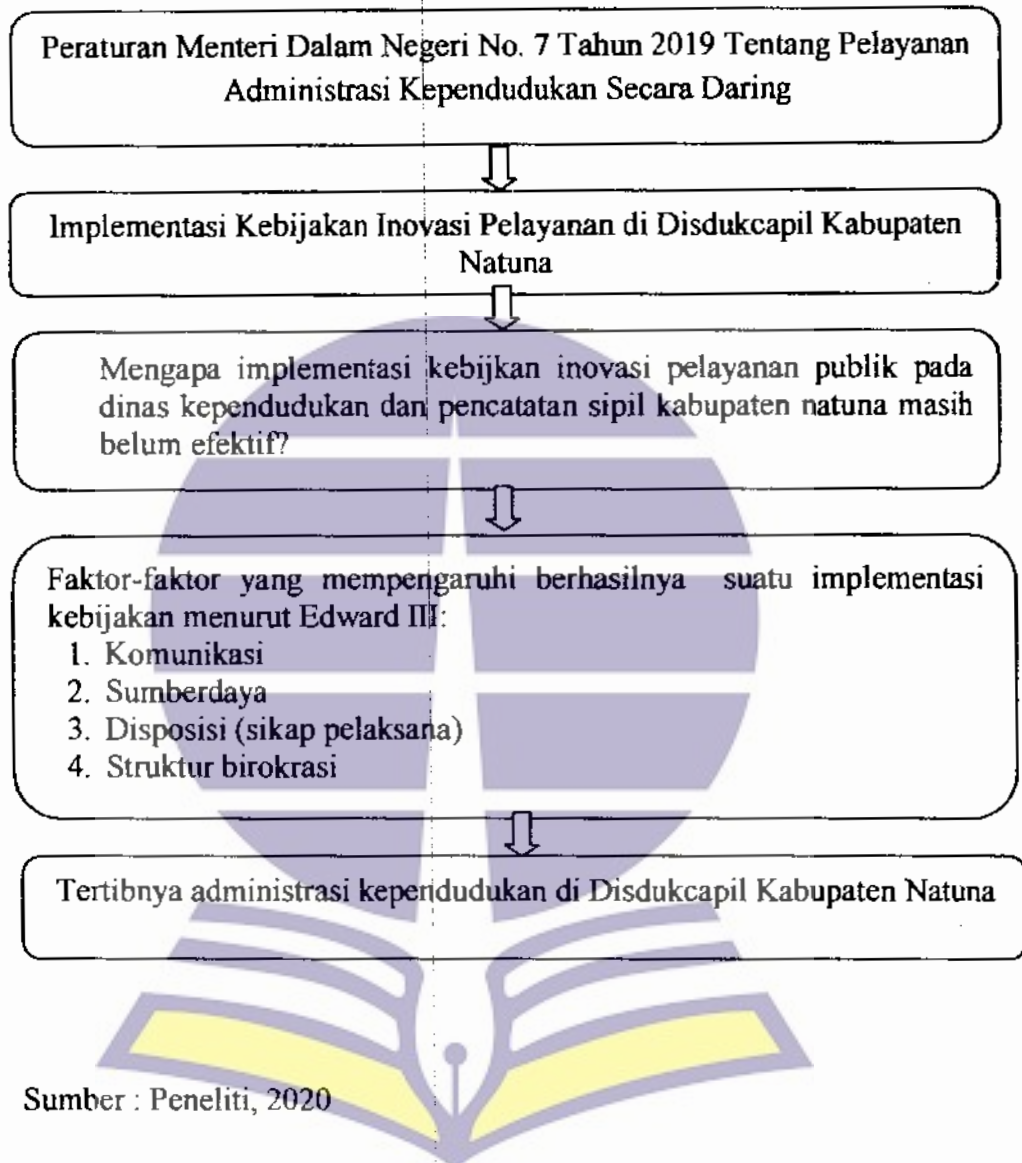 Peraturan Menteri Dalam Negeri No. 7 Tahun 2019 Tentang Pelayanan
Administrasi Kependudukan Secara Daring
Implementasi Kebijakan Inovasi Pelayanan di Disdukcapil Kabupaten
Natuna
Mengapa implementasi kebijkan inovasi pelayanan publik pada
dinas kependudukan dan pencatatan sipil kabupaten natuna masih
belum efektif?
Faktor-faktor yang mempengaruhi berhasilnya suatu implementasi
kebijakan menurut Edward III:
1. Komunikasi
2. Sumberdaya
3. Disposisi (sikap pelaksana)
4. Struktur birokrasi
Tertibnya administrasi kependudukan di Disdukcapil Kabupaten Natuna
Sumber : Peneliti, 2020